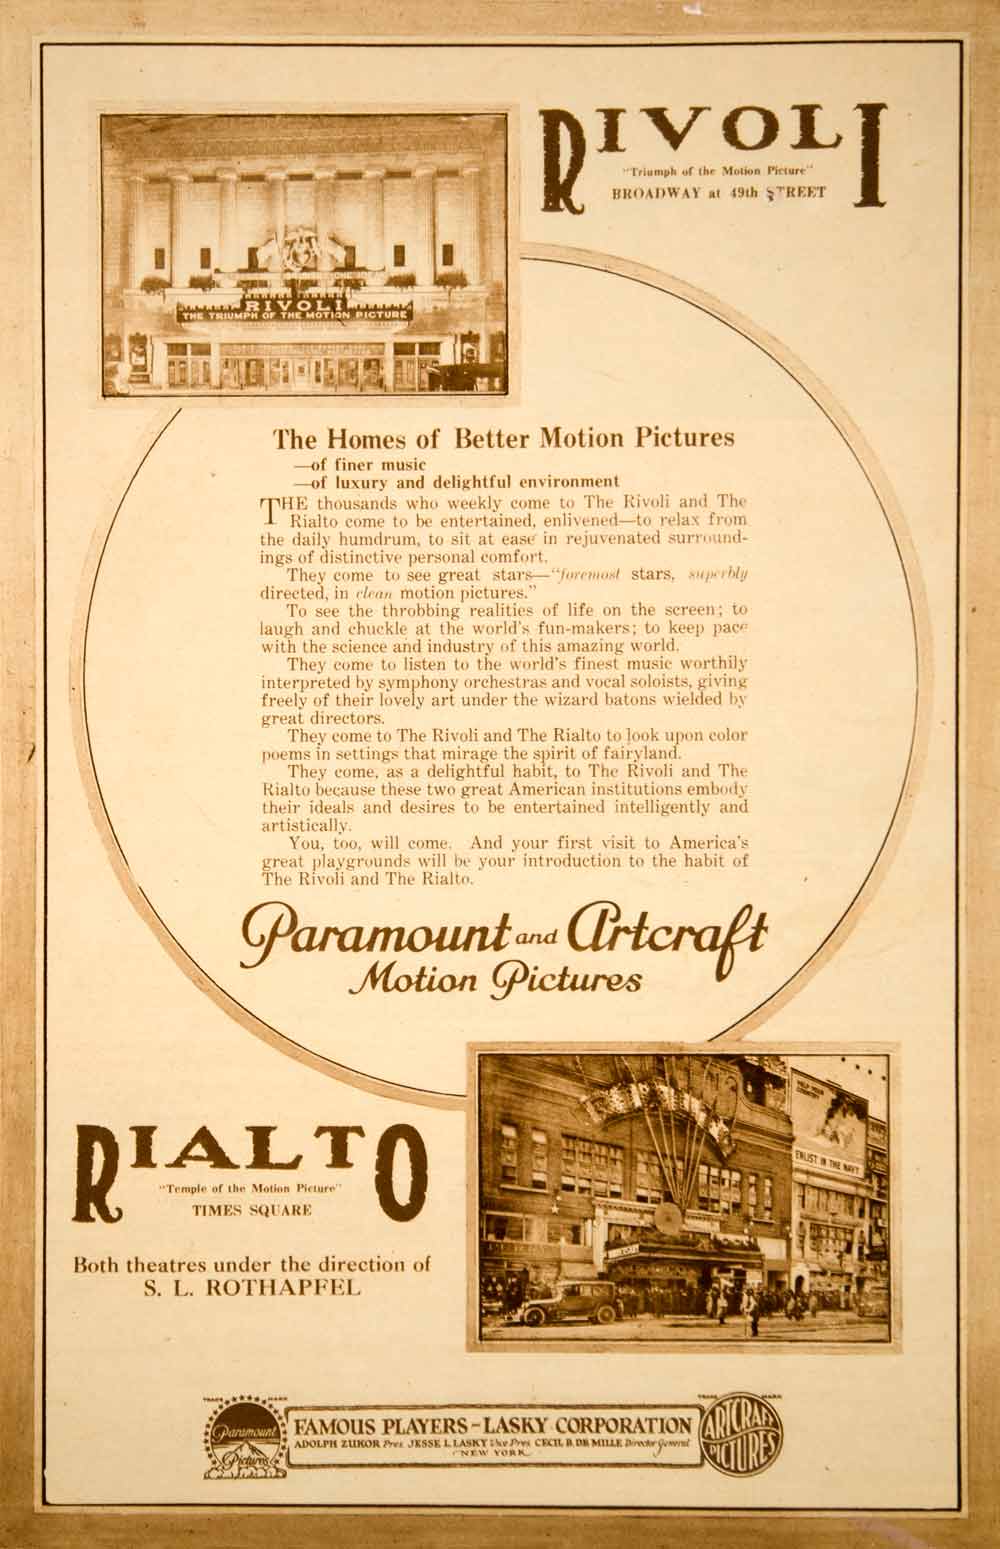 RIVOLI
"Triumph of the Motion Picture"
BROADWAY at 49th STREET
RIVOLI
THE TRIUMPH OF THE MOTION PICTURE
The Homes of Better Motion Pictures
—of finer music
—of luxury and delightful environment
THE thousands who weekly come to The Rivoli and The
Rialto come to be entertained, enlivened—to relax from
the daily humdrum, to sit at ease in rejuvenated surround-
ings of distinctive personal comfort.
They come to see great stars—"foremost stars, superbly
directed, in clean motion pictures."
To see the throbbing realities of life on the screen; to
laugh and chuckle at the world's fun-makers; to keep pace
with the science and industry of this amazing world.
They come to listen to the world's finest music worthily
interpreted by symphony orchestras and vocal soloists, giving
freely of their lovely art under the wizard batons wielded by
great directors.
They come to The Rivoli and The Rialto to look upon color
poems in settings that mirage the spirit of fairyland.
They come, as a delightful habit, to The Rivoli and The
Rialto because these two great American institutions embody
their ideals and desires to be entertained intelligently and
artistically.
You, too, will come. And your first visit to America's
great playgrounds will be your introduction to the habit of
The Rivoli and The Rialto.
Paramount and Artcraft
Motion Pictures
HELP YOUR
COUNTRY
ENLIST IN THE NAVY
RIALTO
"Temple of the Motion Picture"
TIMES SQUARE
Both theatres under the direction of
S. L. ROTHAPFEL
TRADE MARK
Paramount
Pictures
FAMOUS PLAYERS-LASKY CORPORATION
ADOLPH ZUKOR Pres. JESSE L. LASKY Vice Pres. CECIL B. DE MILLE Director General
NEW YORK
TRADE MARK
ARTCRAFT
PICTURES